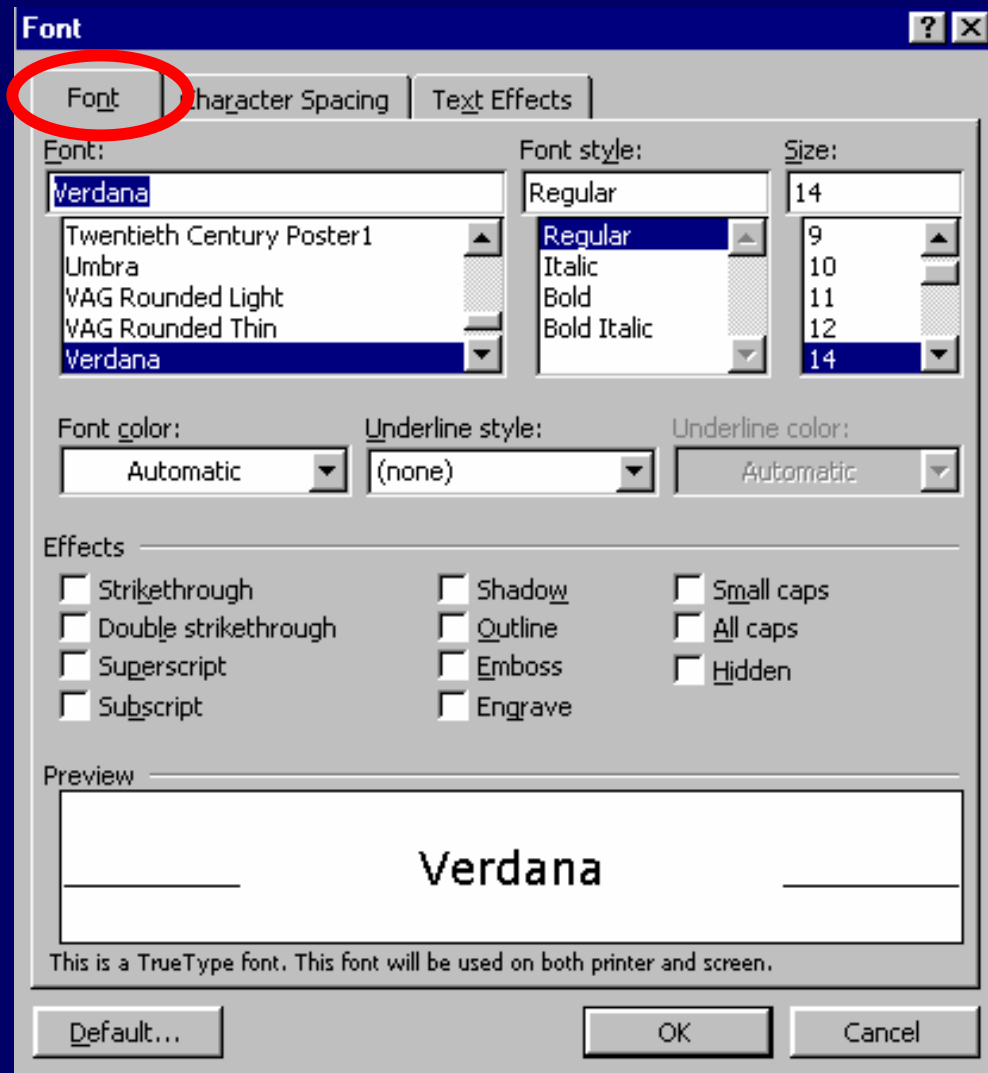 Font
Font Character Spacing Text Effects
Font: Font style: Size:
Verdana Regular 14
Twentieth Century Poster1 Regular 9
Umbra Italic 10
VAG Rounded Light Bold 11
VAG Rounded Thin Bold Italic 12
Verdana 14
Font color: Underline style: Underline color:
Automatic (none) Automatic
Effects
Strikethrough Shadow Small caps
Double strikethrough Outline All caps
Superscript Emboss Hidden
Subscript Engrave
Preview
Verdana
This is a TrueType font. This font will be used on both printer and screen.
Default... OK Cancel